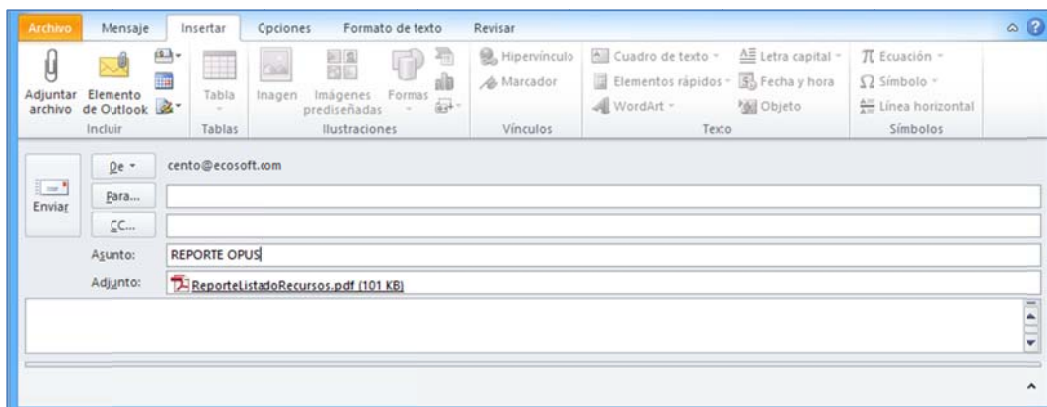 Archivo Mensaje Insertar Opciones Formato de texto Revisar
Adjuntar archivo
Elemento de Outlook
Incluir
Tabla
Tablas
Imagen
Imágenes prediseñadas
Formas
Ilustraciones
Hipervínculo
Marcador
Vínculos
Cuadro de texto
Elementos rápidos
WordArt
Letra capital
Fecha y hora
Objeto
Texto
π Ecuación
Ω Símbolo
Línea horizontal
Símbolos
Enviar
De cento@ecosoft.com
Para...
CC...
Asunto: REPORTE OPUS
Adjunto: ReporteListadoRecursos.pdf (101 KB)